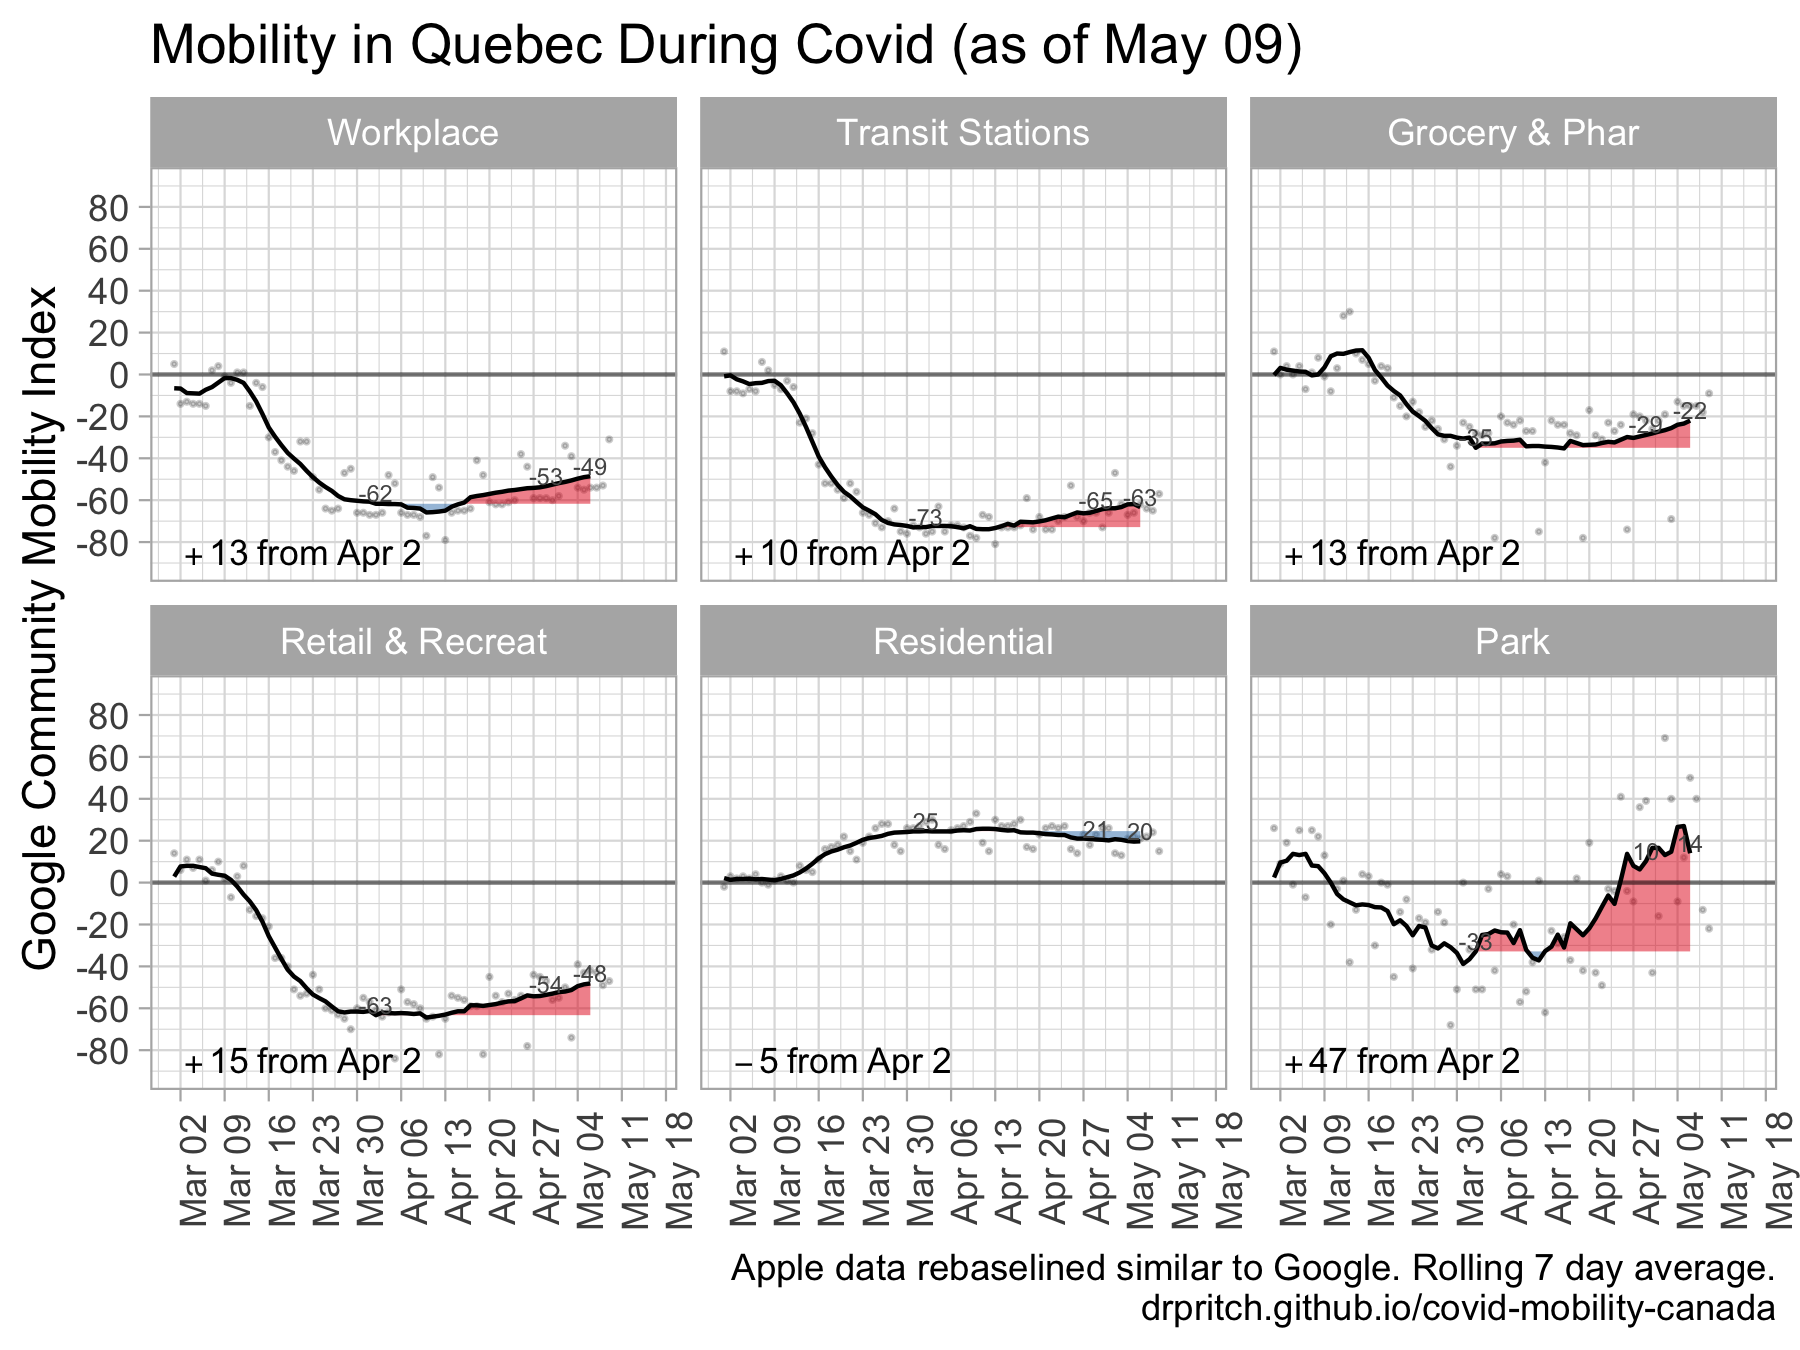 Mobility in Quebec During Covid (as of May 09)
Google Community Mobility Index
Workplace
Transit Stations
Grocery & Phar
80
60
40
20
0
-20
-40
-60
-80
-62
-53
-49
+ 13 from Apr 2
-73
-65
-63
+ 10 from Apr 2
-35
-29
-22
+ 13 from Apr 2
Retail & Recreat
Residential
Park
80
60
40
20
0
-20
-40
-60
-80
-63
-54
-48
+ 15 from Apr 2
25
21
20
− 5 from Apr 2
-33
10
14
+ 47 from Apr 2
Mar 02
Mar 09
Mar 16
Mar 23
Mar 30
Apr 06
Apr 13
Apr 20
Apr 27
May 04
May 11
May 18
Mar 02
Mar 09
Mar 16
Mar 23
Mar 30
Apr 06
Apr 13
Apr 20
Apr 27
May 04
May 11
May 18
Mar 02
Mar 09
Mar 16
Mar 23
Mar 30
Apr 06
Apr 13
Apr 20
Apr 27
May 04
May 11
May 18
Apple data rebaselined similar to Google. Rolling 7 day average.
drpritch.github.io/covid-mobility-canada